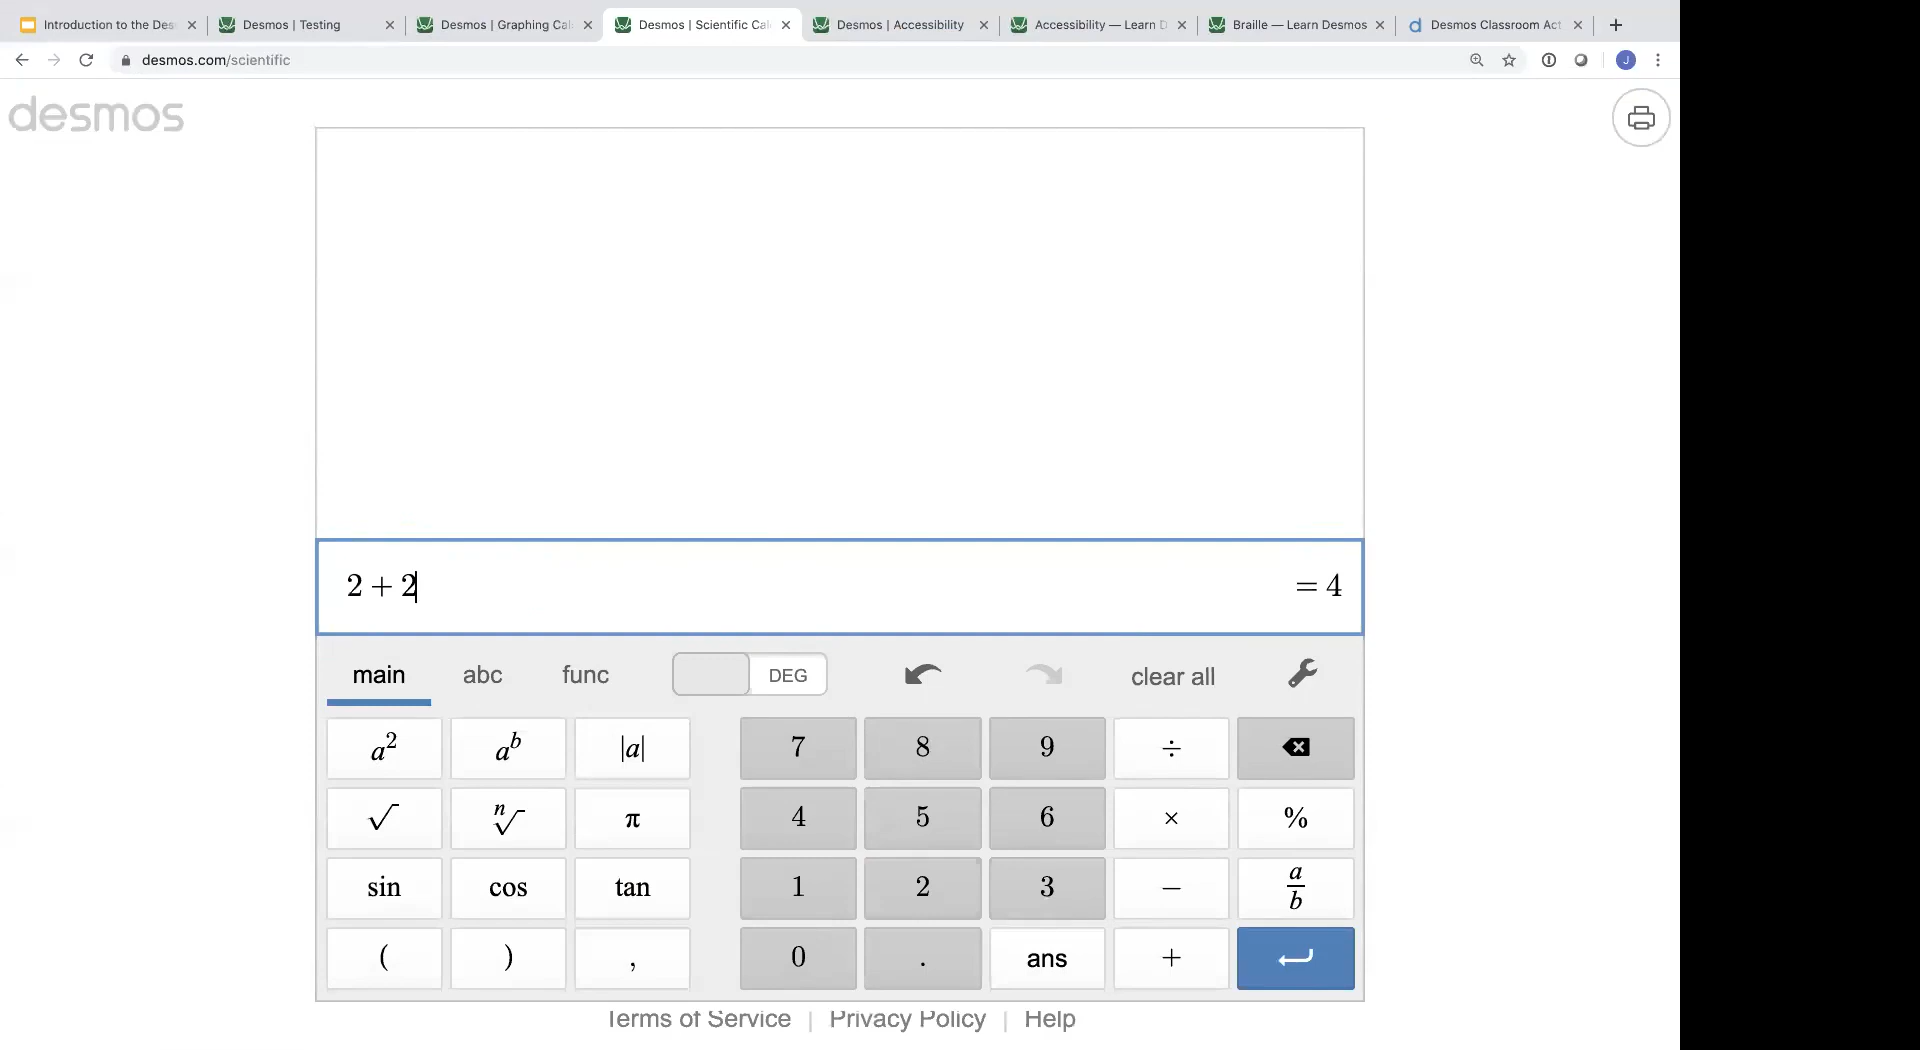 Introduction to the Des
Desmos | Testing
Desmos | Graphing Cal
Desmos | Scientific Cal
Desmos | Accessibility
Accessibility — Learn D
Braille — Learn Desmos
Desmos Classroom Act
desmos.com/scientific
J
desmos
2 + 2 = 4
main abc func DEG clear all
a² aᵇ |a| 7 8 9 ÷
√ ⁿ√ π 4 5 6 × %
sin cos tan 1 2 3 − a/b
( ) , 0 . ans +
Terms of Service | Privacy Policy | Help